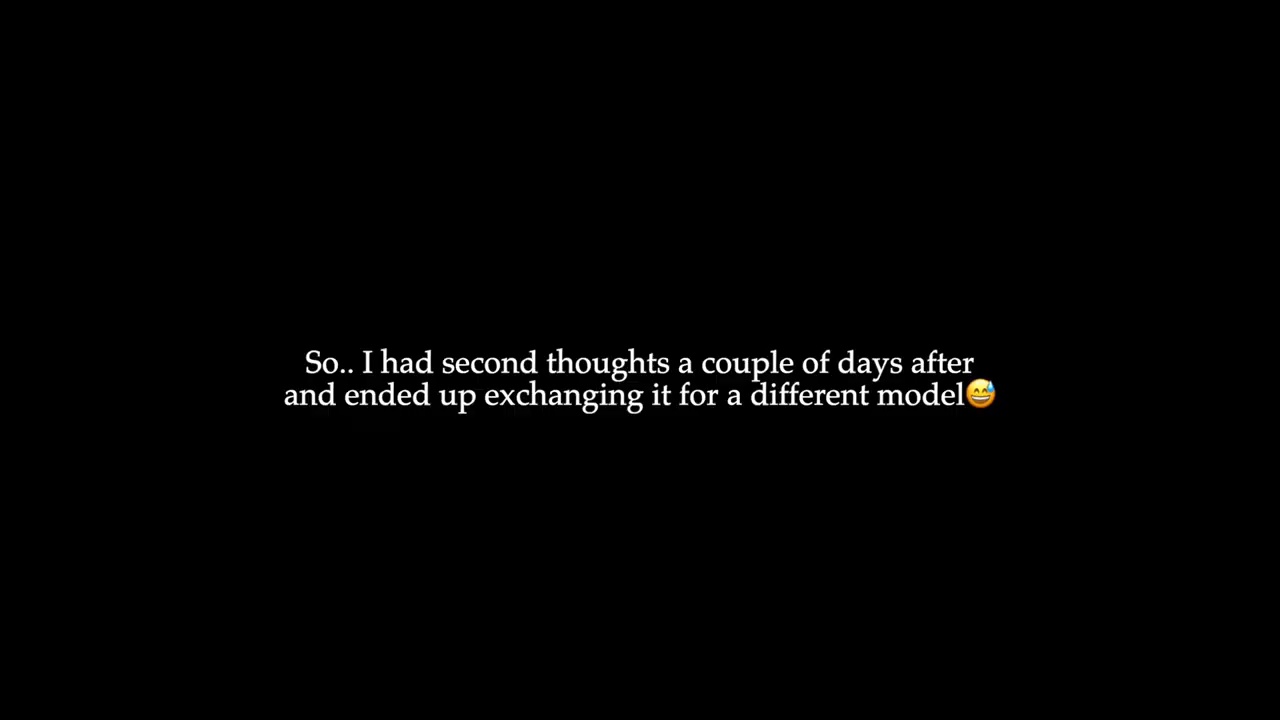 So.. I had second thoughts a couple of days after
and ended up exchanging it for a different model😅